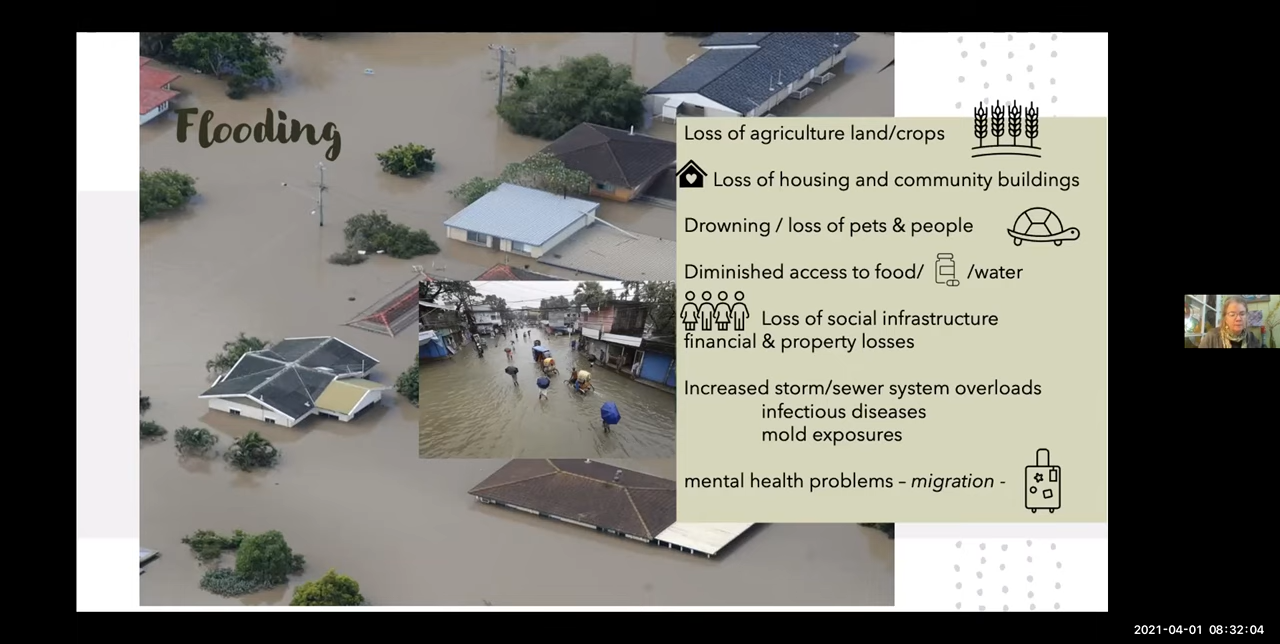 Flooding
Loss of agriculture land/crops
Loss of housing and community buildings
Drowning / loss of pets & people
Diminished access to food/ /water
Loss of social infrastructure
financial & property losses
Increased storm/sewer system overloads
infectious diseases
mold exposures
mental health problems – migration -
2021-04-01 08:32:04